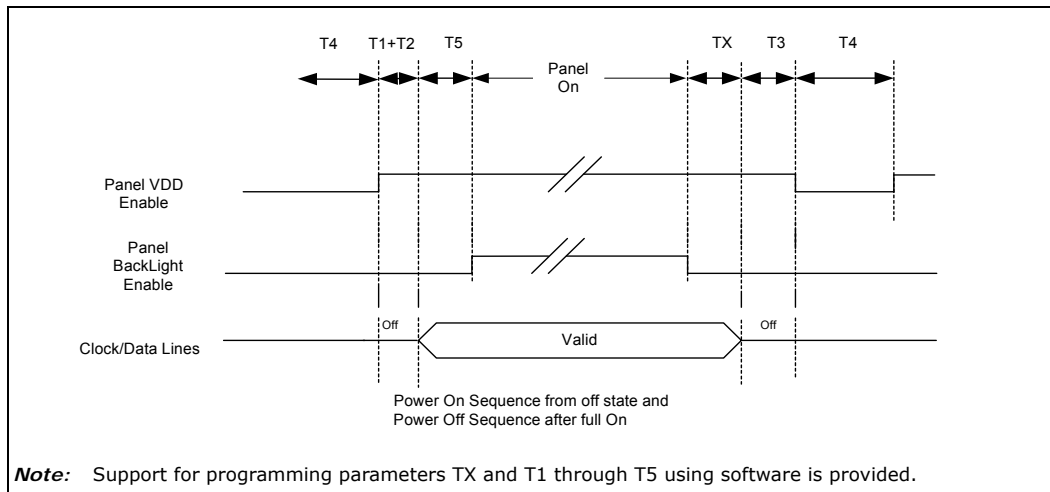 T4 T1+T2 T5 TX T3 T4
Panel
On
Panel VDD
Enable
Panel
BackLight
Enable
Off Off
Clock/Data Lines Valid
Power On Sequence from off state and
Power Off Sequence after full On
Note: Support for programming parameters TX and T1 through T5 using software is provided.